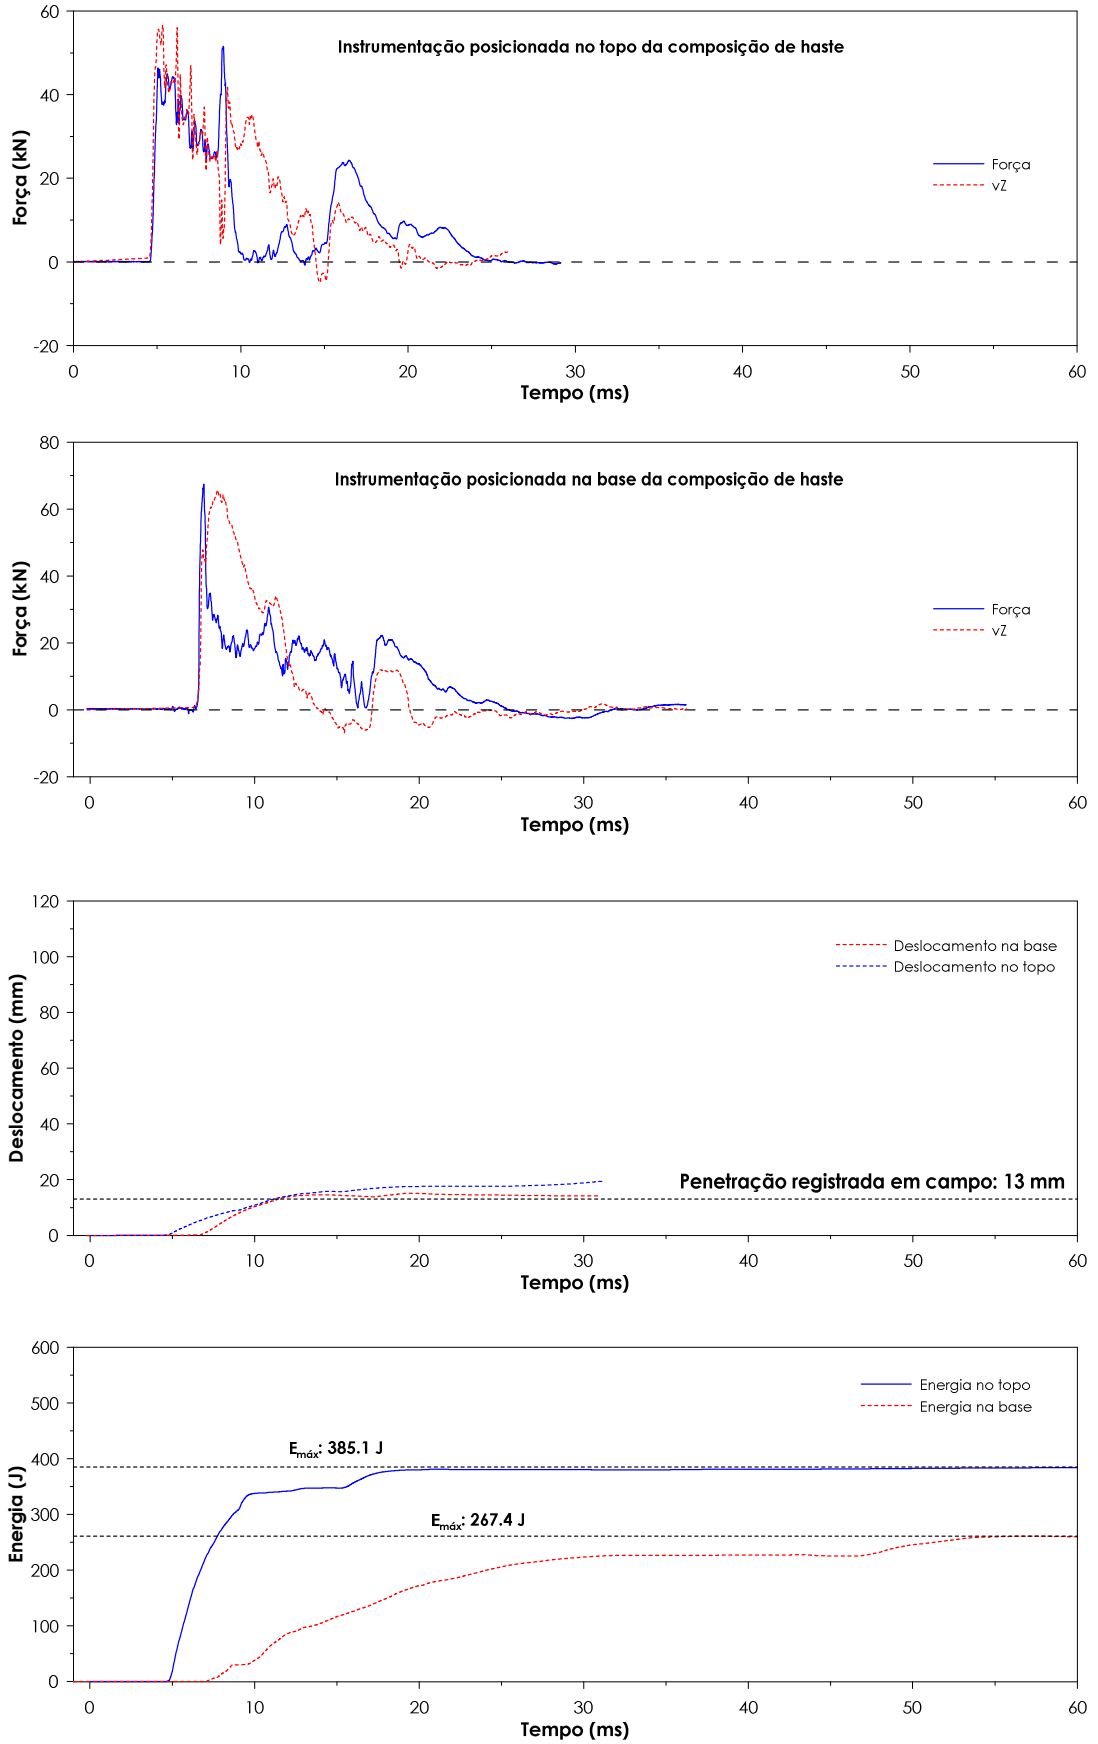 60
Instrumentação posicionada no topo da composição de haste
40
Força (kN)
Força
20
vZ
0
-20
0 10 20 30 40 50 60
Tempo (ms)
80
Instrumentação posicionada na base da composição de haste
60
40
Força (kN)
Força
20
vZ
0
-20
0 10 20 30 40 50 60
Tempo (ms)
120
Deslocamento na base
100
Deslocamento no topo
80
Deslocamento (mm)
60
40
20
Penetração registrada em campo: 13 mm
0
0 10 20 30 40 50 60
Tempo (ms)
600
Energia no topo
500
Energia na base
Emáx: 385.1 J
400
Energia (J)
300
Emáx: 267.4 J
200
100
0
0 10 20 30 40 50 60
Tempo (ms)